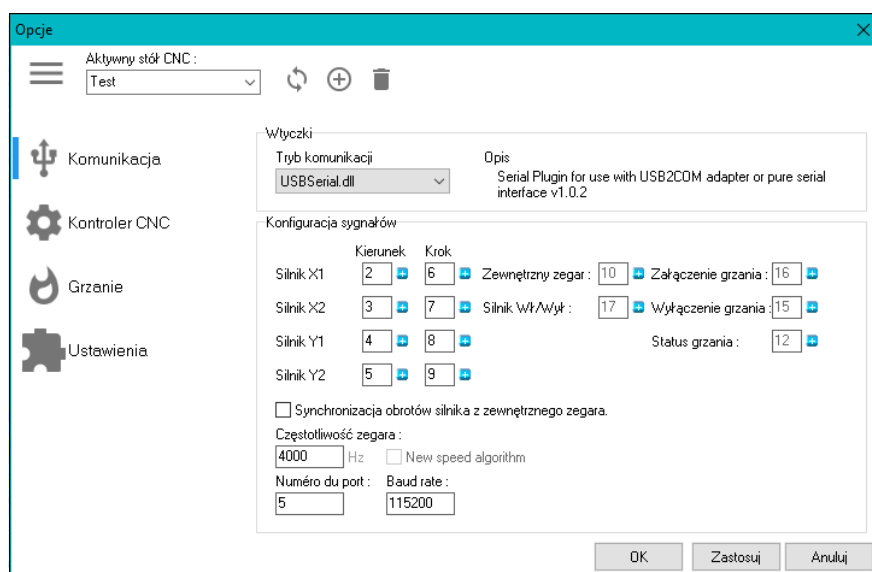 Opcje
Aktywny stół CNC :
Test
Komunikacja
Kontroler CNC
Grzanie
Ustawienia
Wtyczki
Tryb komunikacji
USBSerial.dll
Opis
Serial Plugin for use with USB2COM adapter or pure serial
interface v1.0.2
Konfiguracja sygnałów
Kierunek Krok
Silnik X1 2 6 Zewnętrzny zegar : 10 Załączenie grzania : 16
Silnik X2 3 7 Silnik Wł/Wył : 17 Wyłączenie grzania : 15
Silnik Y1 4 8 Status grzania : 12
Silnik Y2 5 9
Synchronizacja obrotów silnika z zewnętrznego zegara.
Częstotliwość zegara :
4000 Hz New speed algorithm
Numéro du port : Baud rate :
5 115200
OK Zastosuj Anuluj